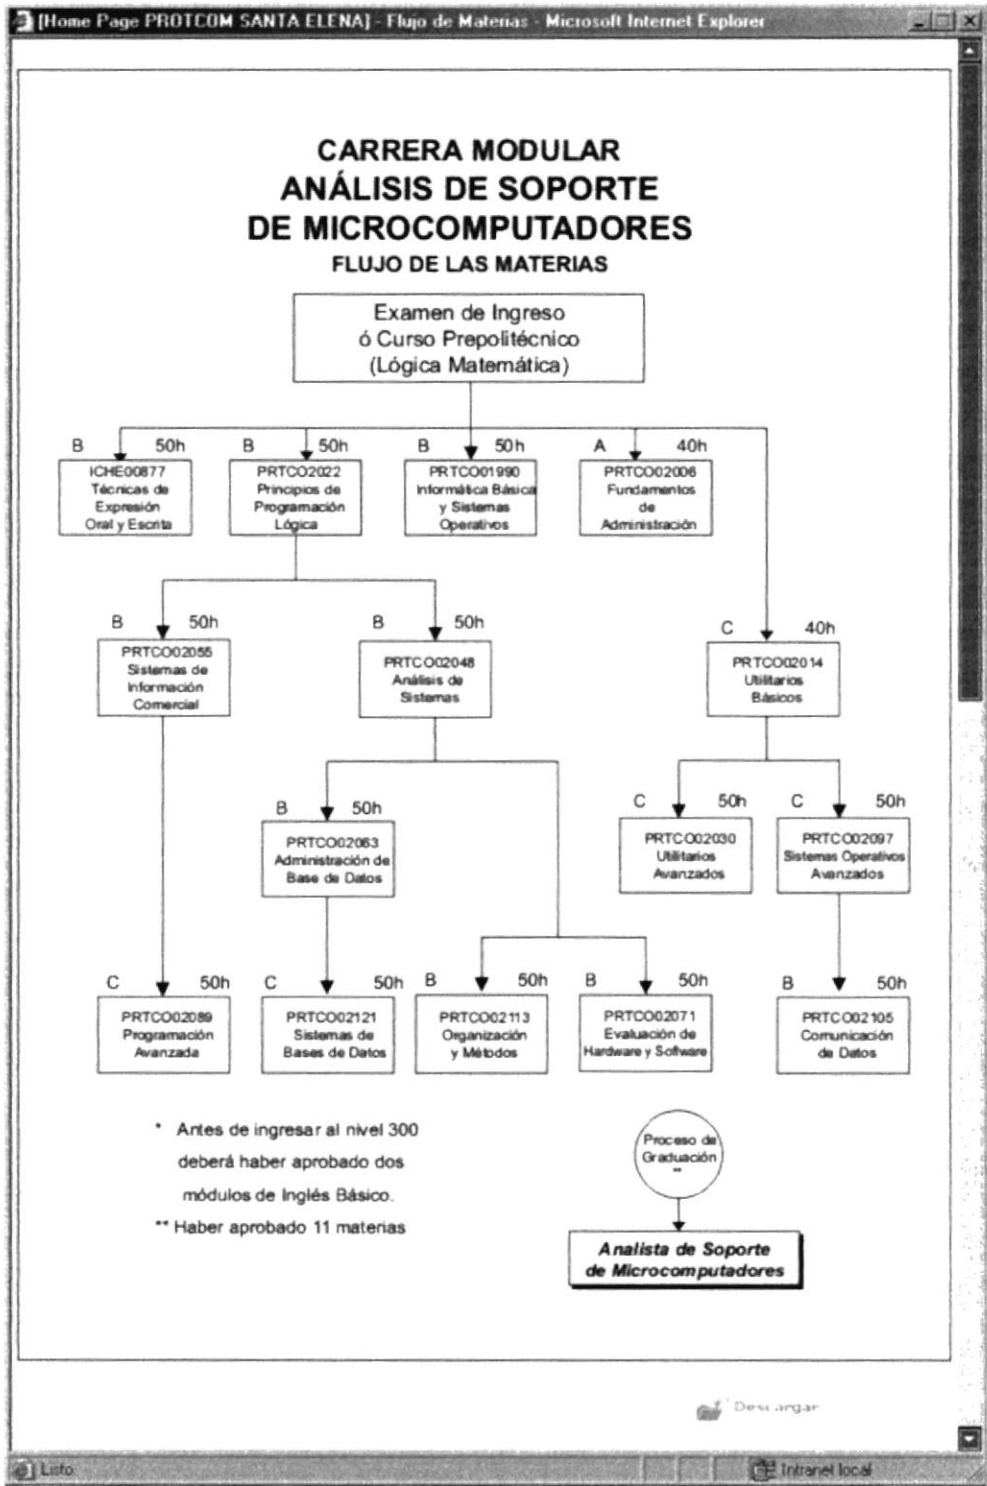 [Home Page PROTCOM SANTA ELENA] - Flujo de Materias - Microsoft Internet Explorer
CARRERA MODULAR
ANÁLISIS DE SOPORTE
DE MICROCOMPUTADORES
FLUJO DE LAS MATERIAS
Examen de Ingreso
ó Curso Prepolitécnico
(Lógica Matemática)
B 50h
ICHE00877
Técnicas de
Expresión
Oral y Escrita
B 50h
PRTCO2022
Principios de
Programación
Lógica
B 50h
PRTCO01990
Informática Básica
y Sistemas
Operativos
A 40h
PRTCO02006
Fundamentos
de
Administración
B 50h
PRTCO02055
Sistemas de
Información
Comercial
B 50h
PRTCO02048
Análisis de
Sistemas
C 40h
PRTCO02014
Utilitarios
Básicos
B 50h
PRTCO02063
Administración de
Base de Datos
C 50h
PRTCO02030
Utilitarios
Avanzados
C 50h
PRTCO02097
Sistemas Operativos
Avanzados
C 50h
PRTCO02089
Programación
Avanzada
C 50h
PRTCO02121
Sistemas de
Bases de Datos
B 50h
PRTCO02113
Organización
y Métodos
B 50h
PRTCO02071
Evaluación de
Hardware y Software
B 50h
PRTCO02105
Comunicación
de Datos
* Antes de ingresar al nivel 300
deberá haber aprobado dos
módulos de Inglés Básico.
** Haber aprobado 11 materias
Proceso de
Graduación
**
Analista de Soporte
de Microcomputadores
Descargar
Listo
Intranet local